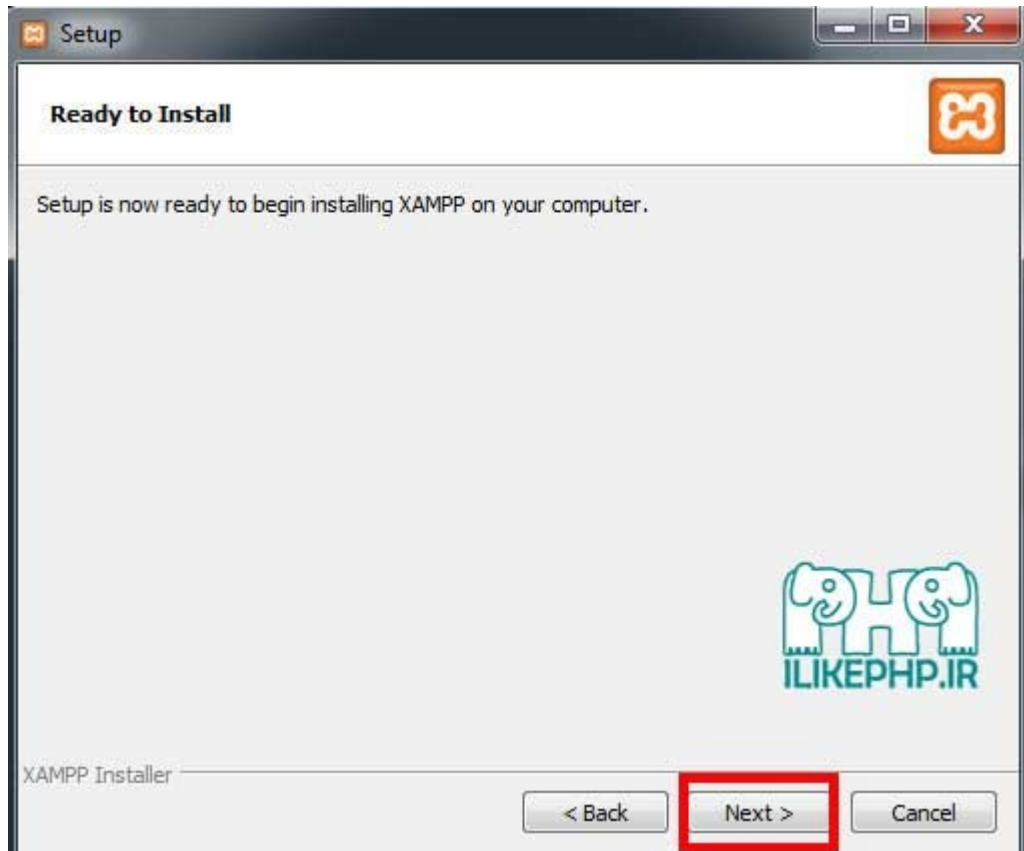 Setup
Ready to Install
Setup is now ready to begin installing XAMPP on your computer.
ILIKEPHP.IR
XAMPP Installer
< Back Next > Cancel